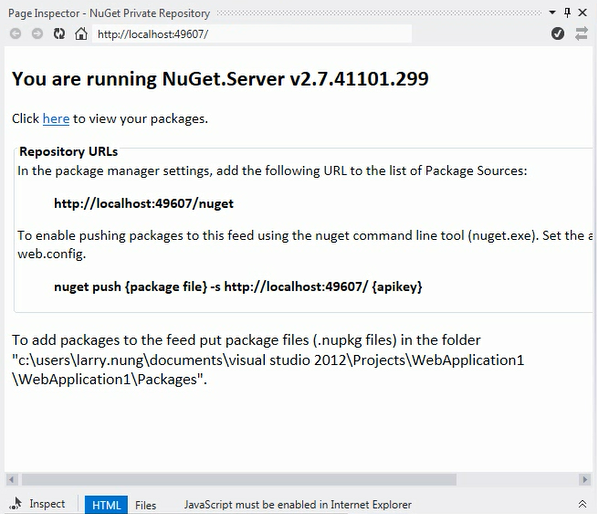 Page Inspector - NuGet Private Repository
http://localhost:49607/
You are running NuGet.Server v2.7.41101.299
Click here to view your packages.
Repository URLs
In the package manager settings, add the following URL to the list of Package Sources:
http://localhost:49607/nuget
To enable pushing packages to this feed using the nuget command line tool (nuget.exe). Set the a
web.config.
nuget push {package file} -s http://localhost:49607/ {apikey}
To add packages to the feed put package files (.nupkg files) in the folder
"c:\users\larry.nung\documents\visual studio 2012\Projects\WebApplication1
\WebApplication1\Packages".
Inspect HTML Files JavaScript must be enabled in Internet Explorer